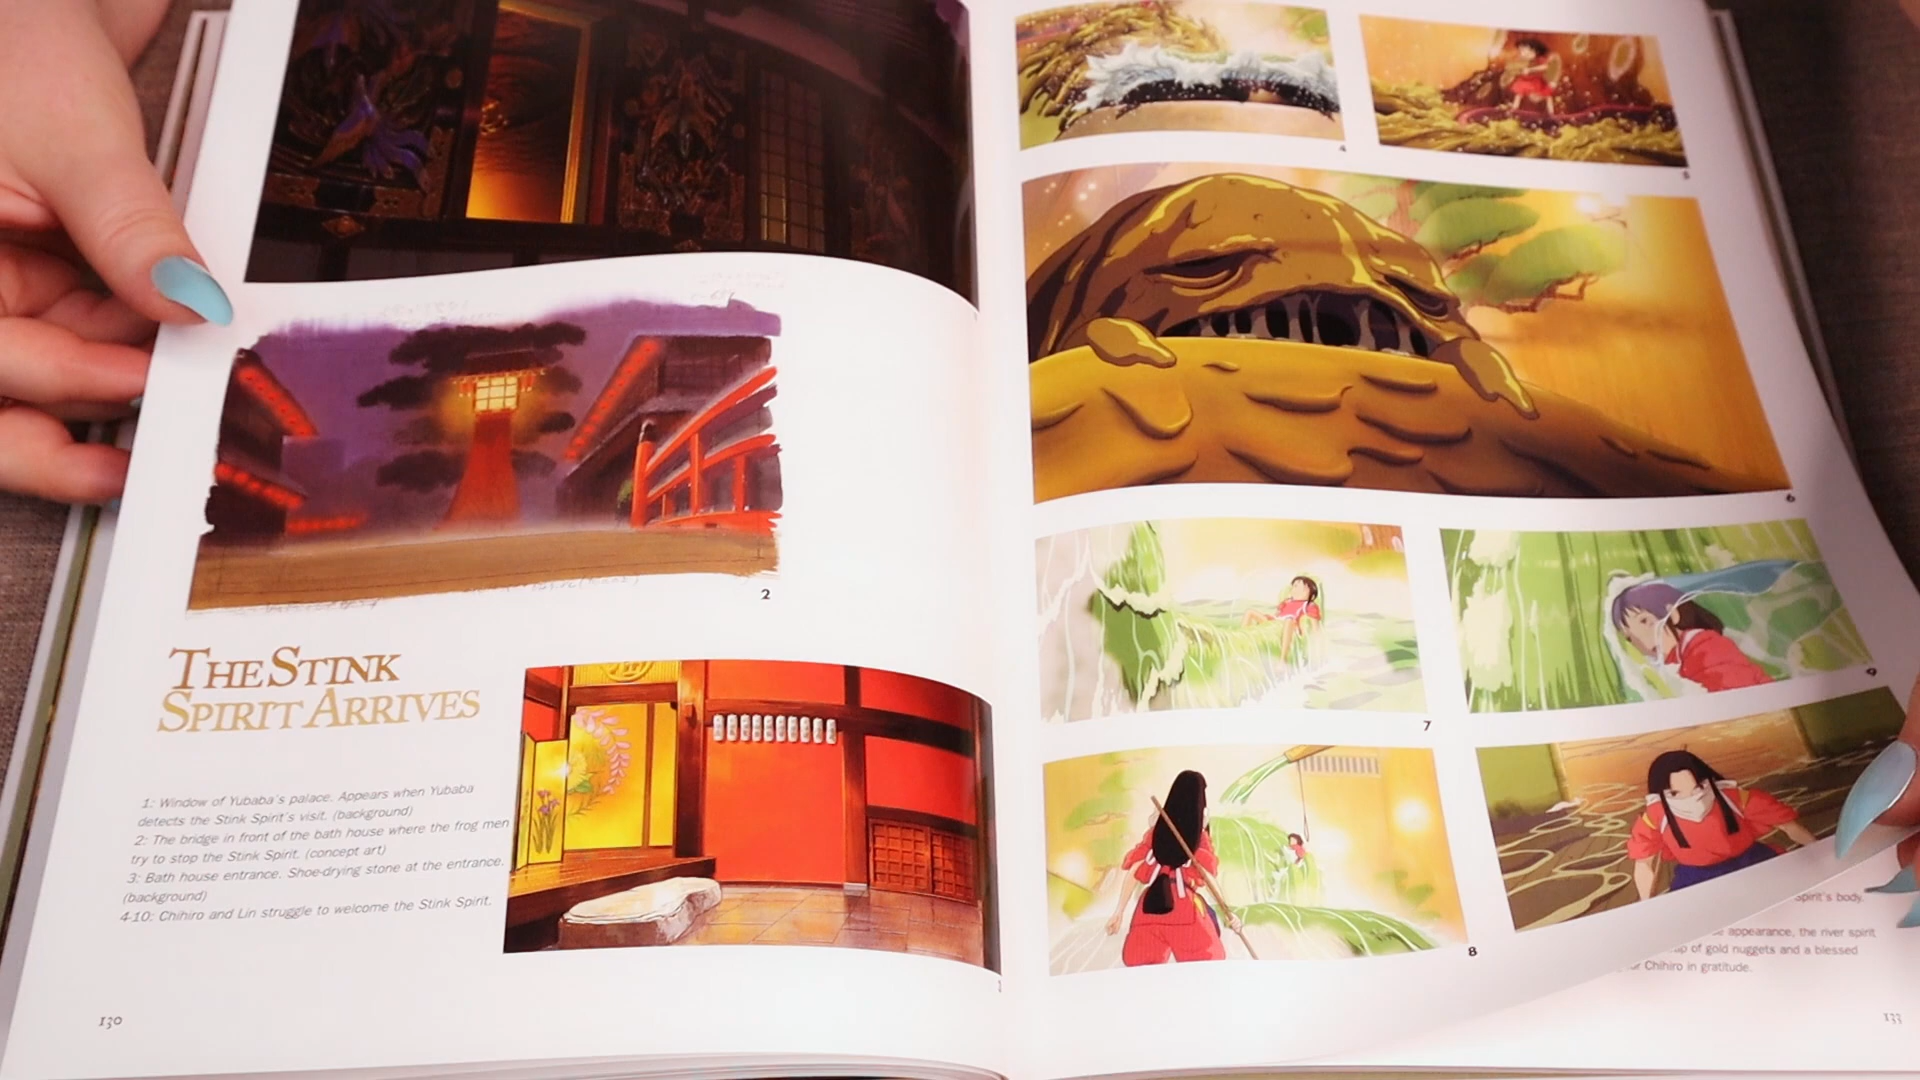 4
5
6
2
THE STINK
SPIRIT ARRIVES
1: Window of Yubaba's palace. Appears when Yubaba
detects the Stink Spirit's visit. (background)
2: The bridge in front of the bath house where the frog men
try to stop the Stink Spirit. (concept art)
3: Bath house entrance. Shoe-drying stone at the entrance.
(background)
4-10: Chihiro and Lin struggle to welcome the Stink Spirit.
130
7
9
8
Spirit's body.
appearance, the river spirit
of gold nuggets and a blessed
Chihiro in gratitude.
133